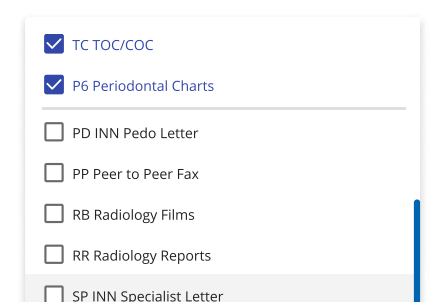 TC TOC/COC
P6 Periodontal Charts
PD INN Pedo Letter
PP Peer to Peer Fax
RB Radiology Films
RR Radiology Reports
SP INN Specialist Letter